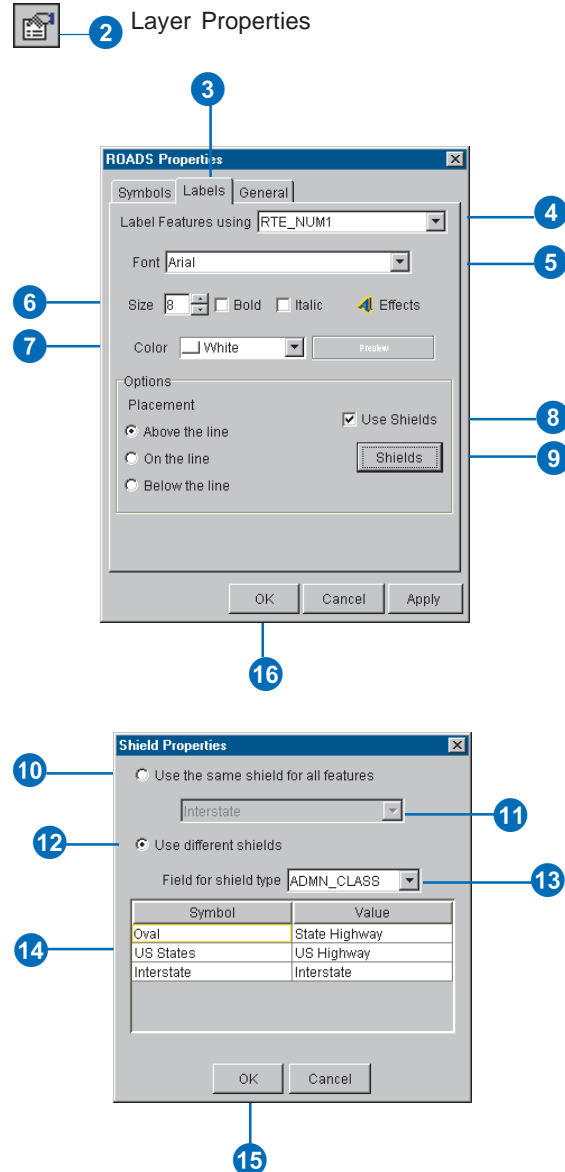 2 Layer Properties
3
ROADS Properties
Symbols Labels General
Label Features using RTE_NUM1
4
Font Arial
5
6
Size 8 Bold Italic A Effects
7
Color White Preview
Options
Placement
Use Shields
8
Above the line
On the line
Shields
9
Below the line
OK Cancel Apply
16
Shield Properties
10
Use the same shield for all features
Interstate
11
12
Use different shields
Field for shield type ADMN_CLASS
13
Symbol Value
Oval State Highway
14
US States US Highway
Interstate Interstate
OK Cancel
15